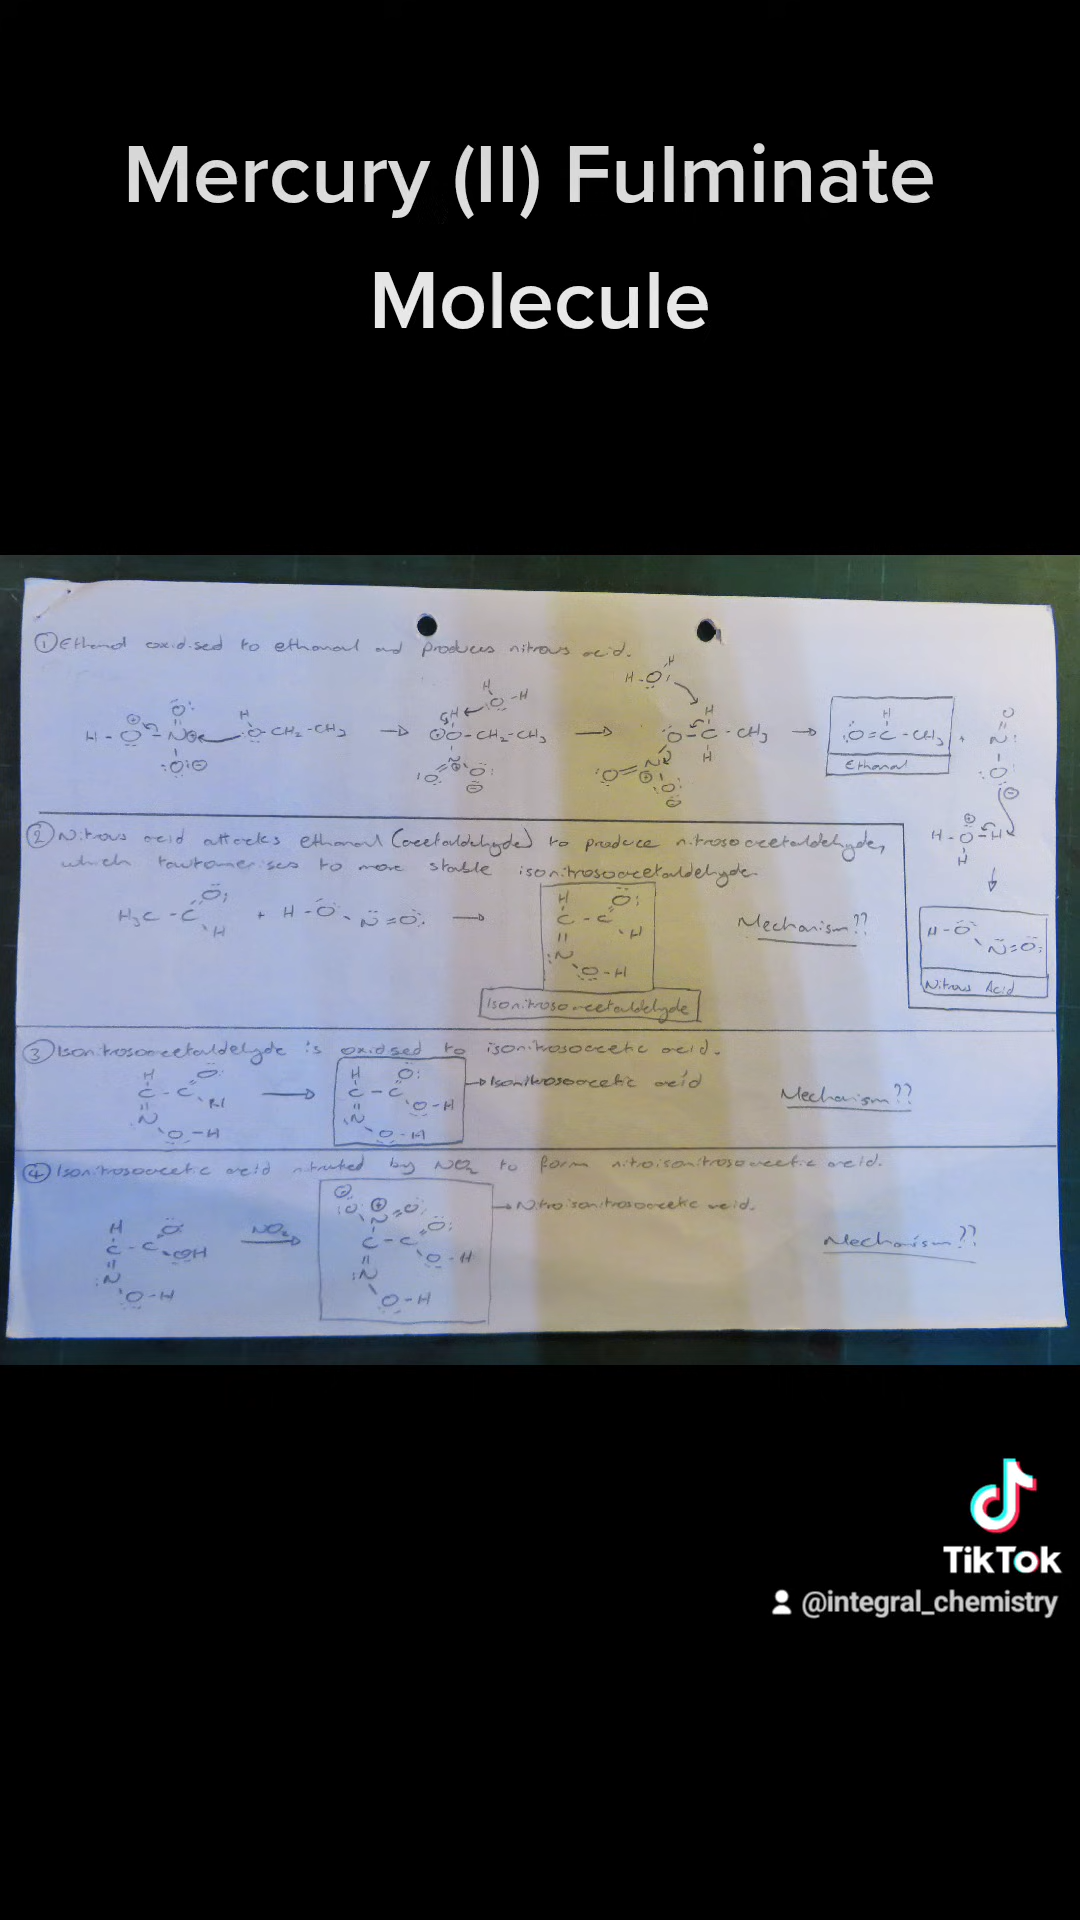 Mercury (II) Fulminate
Molecule
① Ethanol oxidised to ethanal and produces nitrous acid.
Ethanal
② Nitrous acid attacks ethanal (acetaldehyde) to produce nitrosoacetaldehyde,
which tautomerises to more stable isonitrosoacetaldehyde.
Mechanism??
Nitrous Acid
Isonitrosoacetaldehyde
③ Isonitrosoacetaldehyde is oxidised to isonitrosoacetic acid.
Isonitrosoacetic acid
Mechanism??
④ Isonitrosoacetic acid nitrated by NO₂ to form nitroisonitrosoacetic acid.
Nitroisonitrosoacetic acid.
NO₂
Mechanism??
TikTok
@integral_chemistry